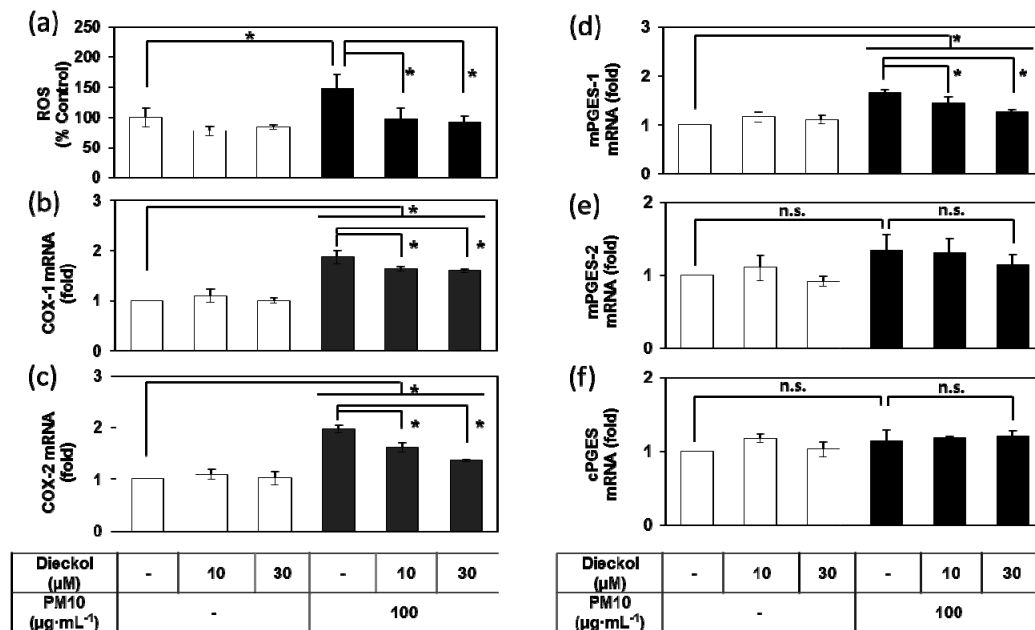 (a)
ROS
(% Control)
250
200
150
100
50
0
*
*
*
(b)
COX-1 mRNA
(fold)
3
2
1
0
*
*
*
(c)
COX-2 mRNA
(fold)
3
2
1
0
*
*
*
Dieckol
(µM)
- 10 30 - 10 30
PM10
(µg·mL⁻¹)
- 100
(d)
mPGES-1
mRNA (fold)
3
2
1
0
*
*
*
(e)
mPGES-2
mRNA (fold)
2
1
0
n.s.
n.s.
(f)
cPGES
mRNA (fold)
2
1
0
n.s.
n.s.
Dieckol
(µM)
- 10 30 - 10 30
PM10
(µg·mL⁻¹)
- 100